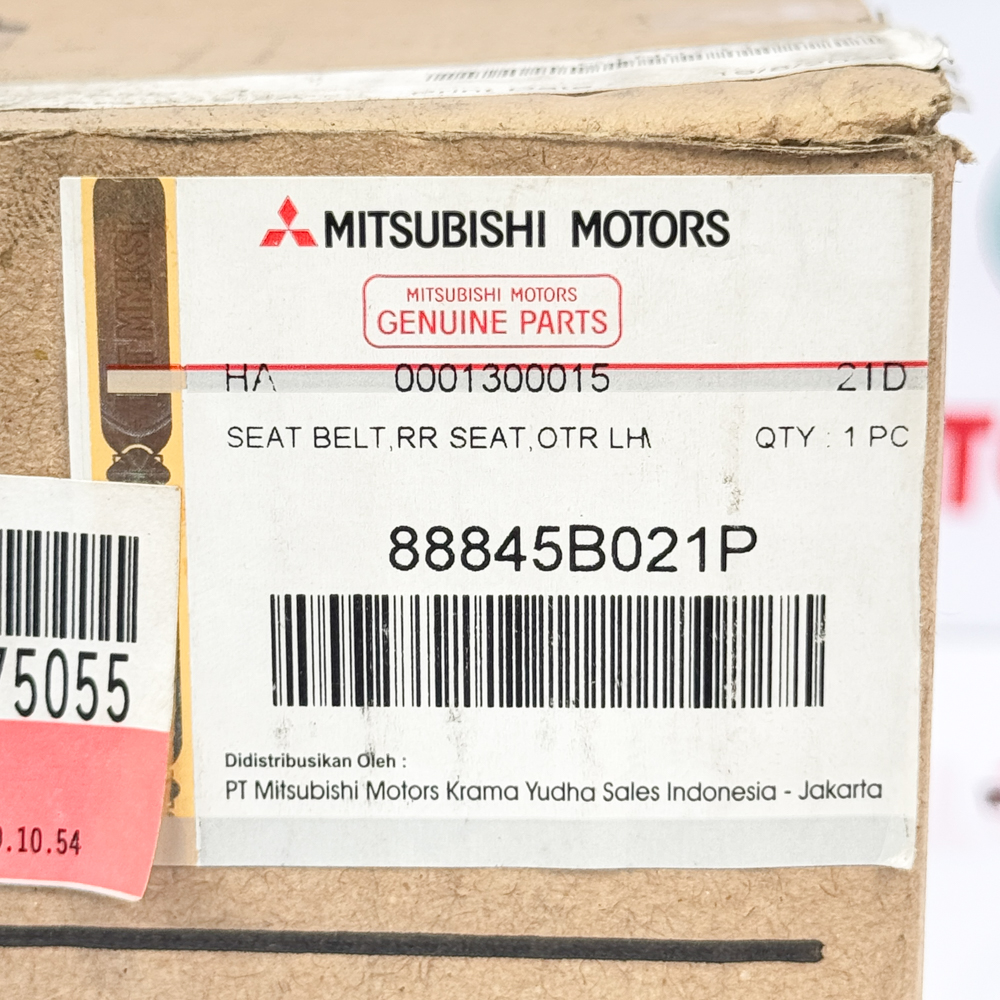 MITSUBISHI MOTORS
MITSUBISHI MOTORS
GENUINE PARTS
HA 0001300015 21D
SEAT BELT,RR SEAT,OTR LH
QTY : 1 PC
88845B021P
Didistribusikan Oleh :
PT Mitsubishi Motors Krama Yudha Sales Indonesia - Jakarta
75055
.10.54